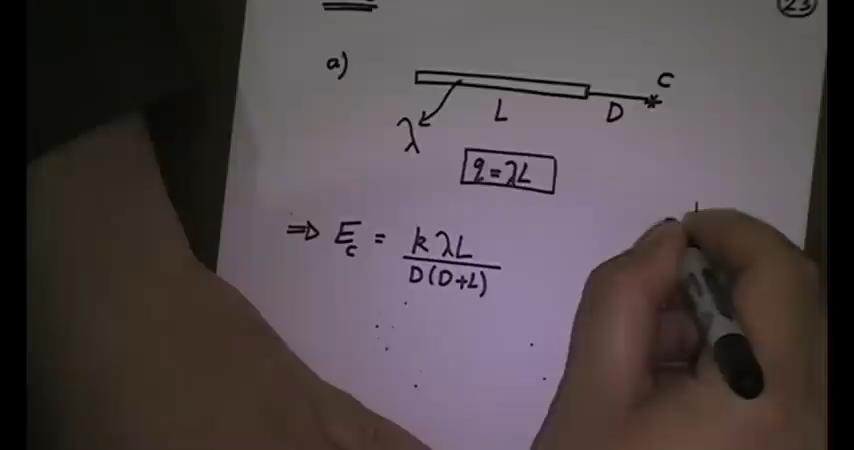 23
a)
C
L
D
λ
q = λL
⇒ E_c = kλL / D(D+L)